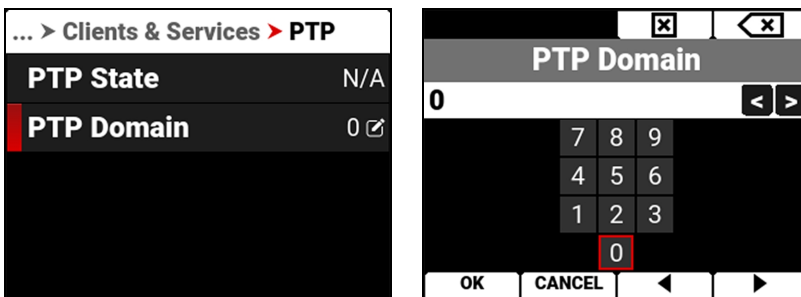 ... > Clients & Services > PTP
PTP State N/A
PTP Domain 0
PTP Domain
0 < >
7 8 9
4 5 6
1 2 3
0
OK CANCEL